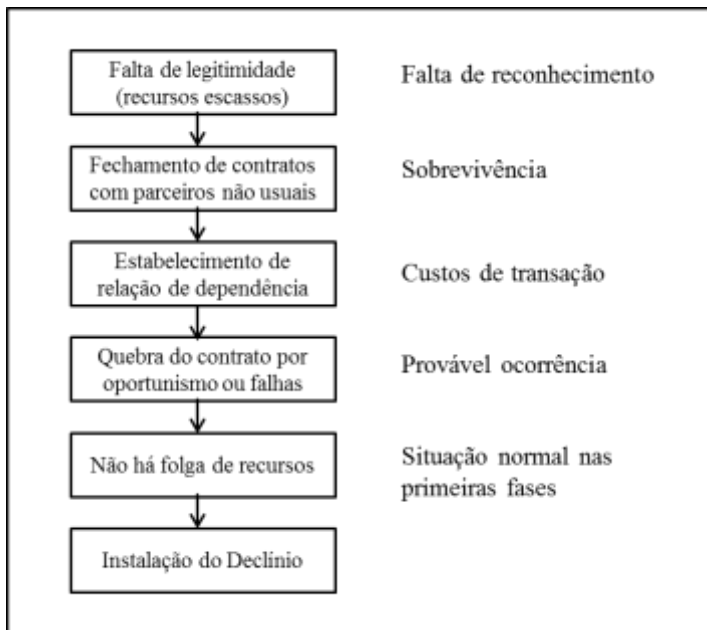 Falta de legitimidade
(recursos escassos)
Falta de reconhecimento
Fechamento de contratos
com parceiros não usuais
Sobrevivência
Estabelecimento de
relação de dependência
Custos de transação
Quebra do contrato por
oportunismo ou falhas
Provável ocorrência
Não há folga de recursos
Situação normal nas
primeiras fases
Instalação do Declínio